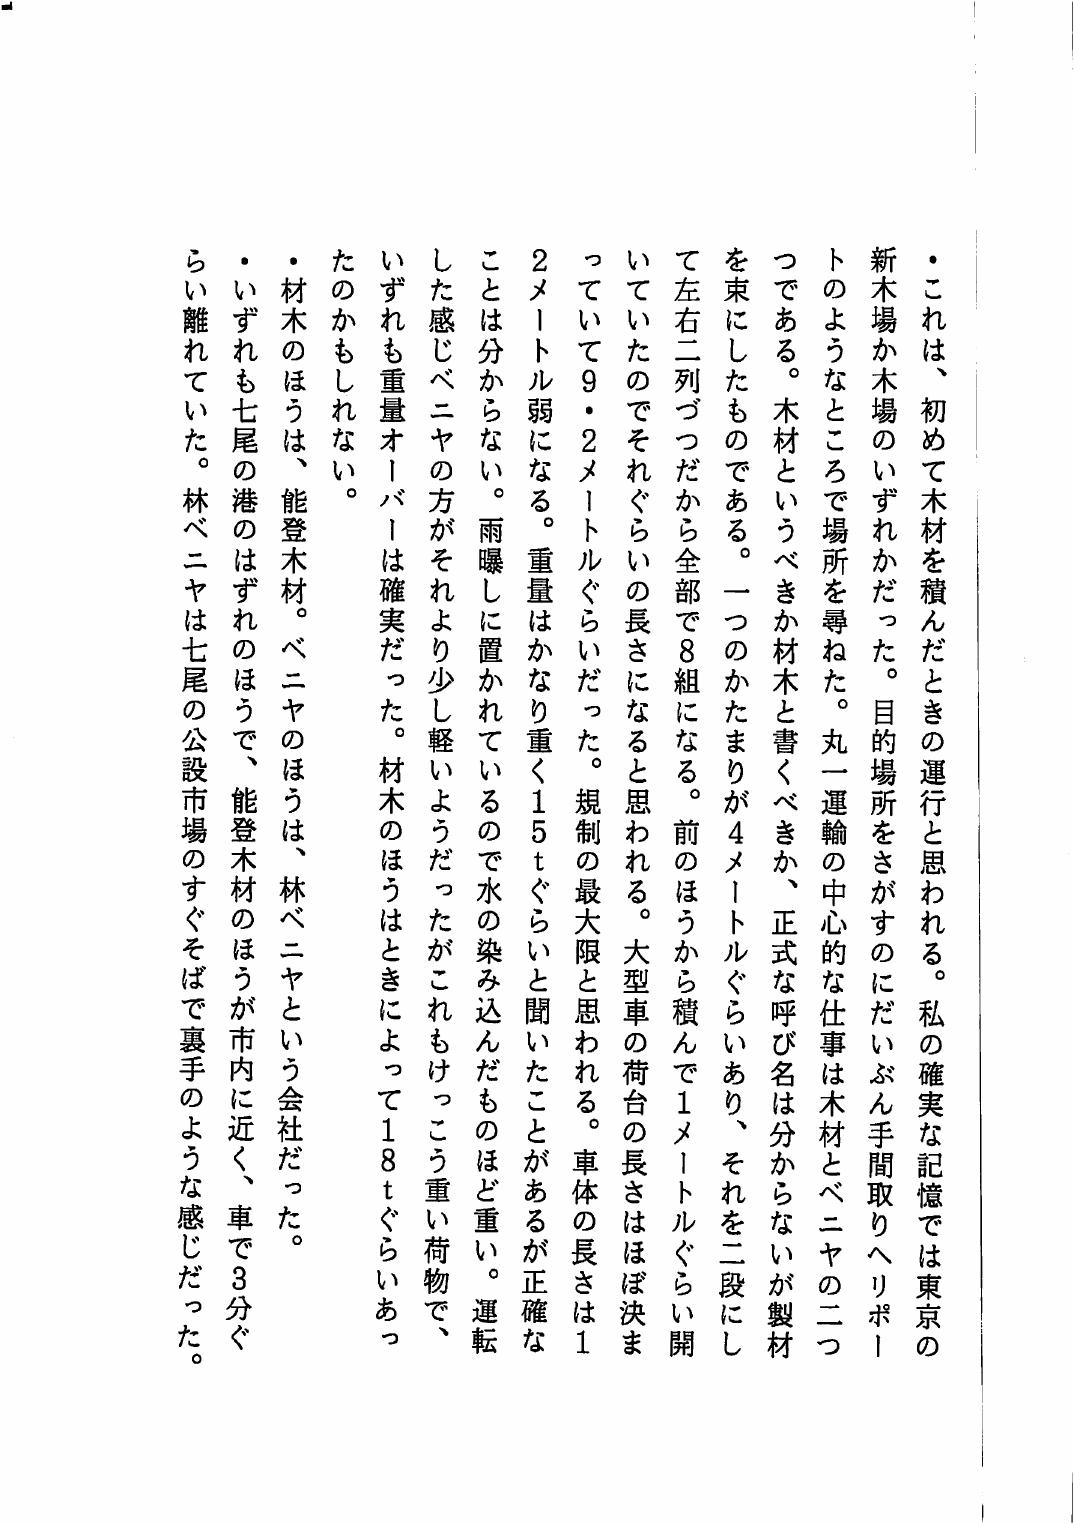 ・これは、初めて木材を積んだときの運行と思われる。私の確実な記憶では東京の
新木場か木場のいずれかだった。目的場所をさがすのにだいぶん手間取りヘリポー
トのようなところで場所を尋ねた。丸一運輸の中心的な仕事は木材とベニヤの二つ
つである。木材というべきか材木と書くべきか、正式な呼び名は分からないが製材
を束にしたものである。一つのかたまりが4メートルぐらいあり、それを二段にし
て左右二列づつだから全部で8組になる。前のほうから積んで1メートルぐらい開
いていたのでそれぐらいの長さになると思われる。大型車の荷台の長さはほぼ決ま
っていて9・2メートルぐらいだった。規制の最大限と思われる。車体の長さは1
2メートル弱になる。重量はかなり重く15tぐらいと聞いたことがあるが正確な
ことは分からない。雨曝しに置かれているので水の染み込んだものほど重い。運転
した感じベニヤの方がそれより少し軽いようだったがこれもけっこう重い荷物で、
いずれも重量オーバーは確実だった。材木のほうはときによって18tぐらいあっ
たのかもしれない。
・材木のほうは、能登木材。ベニヤのほうは、林ベニヤという会社だった。
・いずれも七尾の港のはずれのほうで、能登木材のほうが市内に近く、車で3分ぐ
らい離れていた。林ベニヤは七尾の公設市場のすぐそばで裏手のような感じだった。